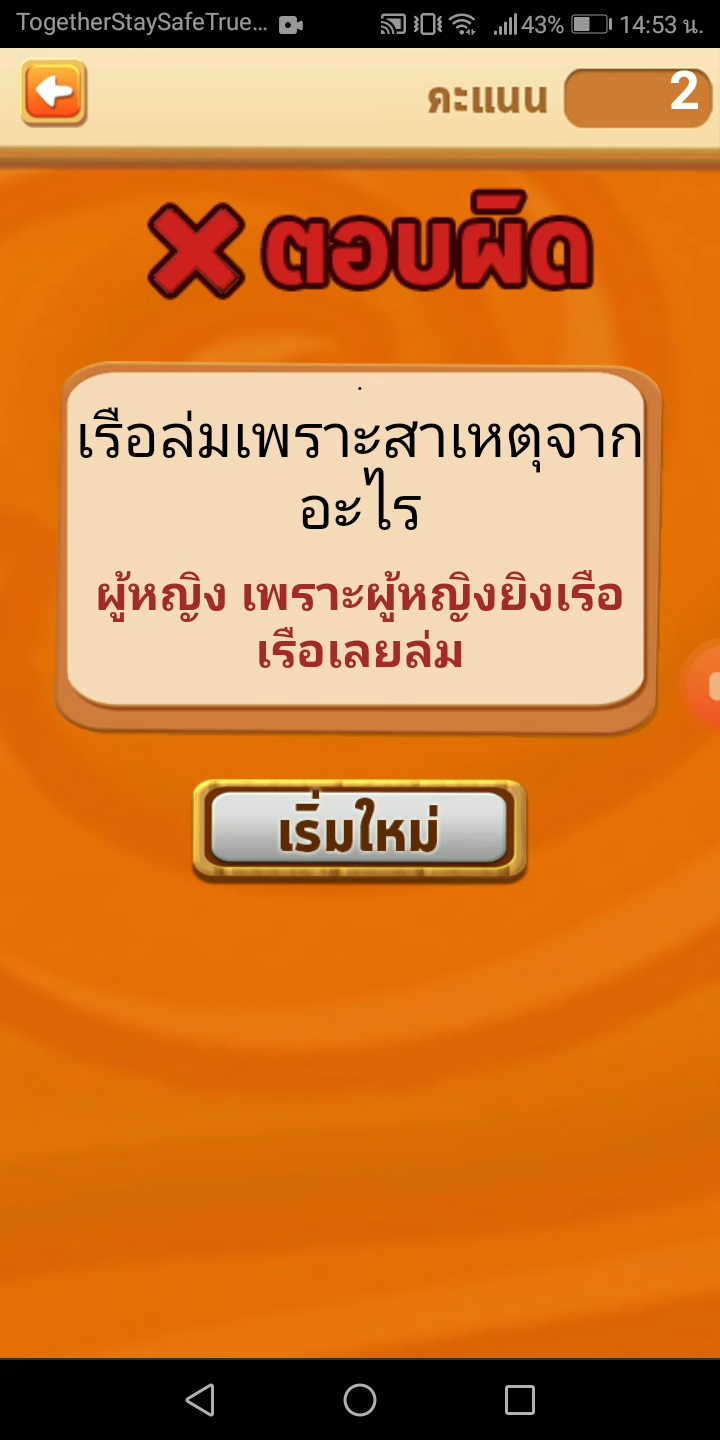 TogetherStaySafeTrue... 43% 14:53 น.
คะแนน 2
ตอบผิด
เรือล่มเพราะสาเหตุจาก
อะไร
ผู้หญิง เพราะผู้หญิงยิงเรือ
เรือเลยล่ม
เริ่มใหม่